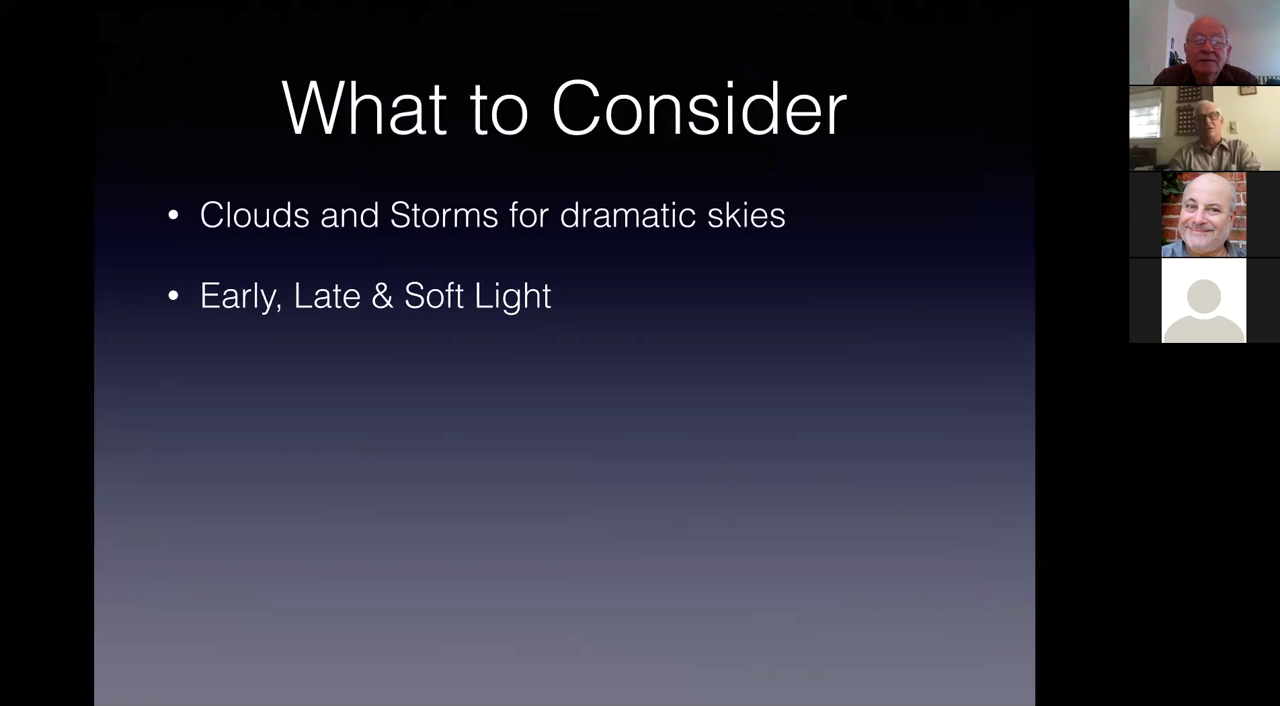 What to Consider
• Clouds and Storms for dramatic skies
• Early, Late & Soft Light